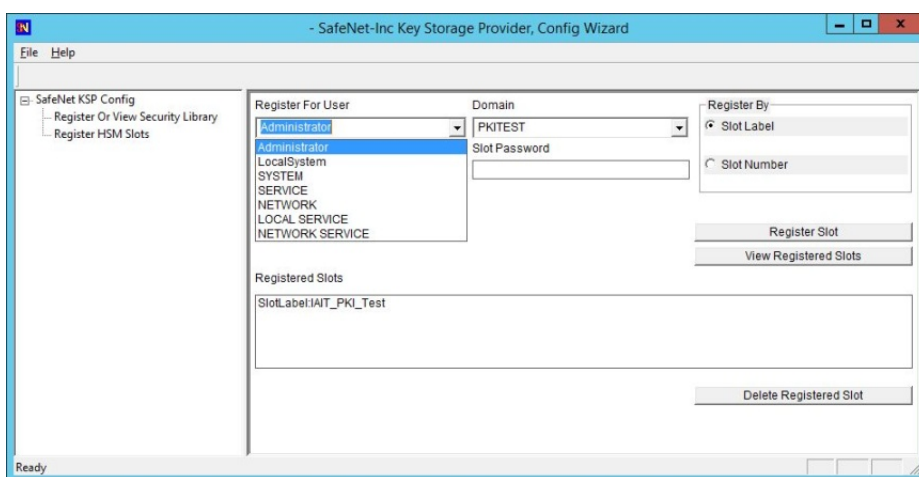 N
- SafeNet-Inc Key Storage Provider, Config Wizard
File Help
SafeNet KSP Config
Register Or View Security Library
Register HSM Slots
Register For User
Domain
Register By
Administrator
PKITEST
Slot Label
Administrator
LocalSystem
SYSTEM
SERVICE
NETWORK
LOCAL SERVICE
NETWORK SERVICE
Slot Password
Slot Number
Register Slot
View Registered Slots
Registered Slots
SlotLabel:IAIT_PKI_Test
Delete Registered Slot
Ready